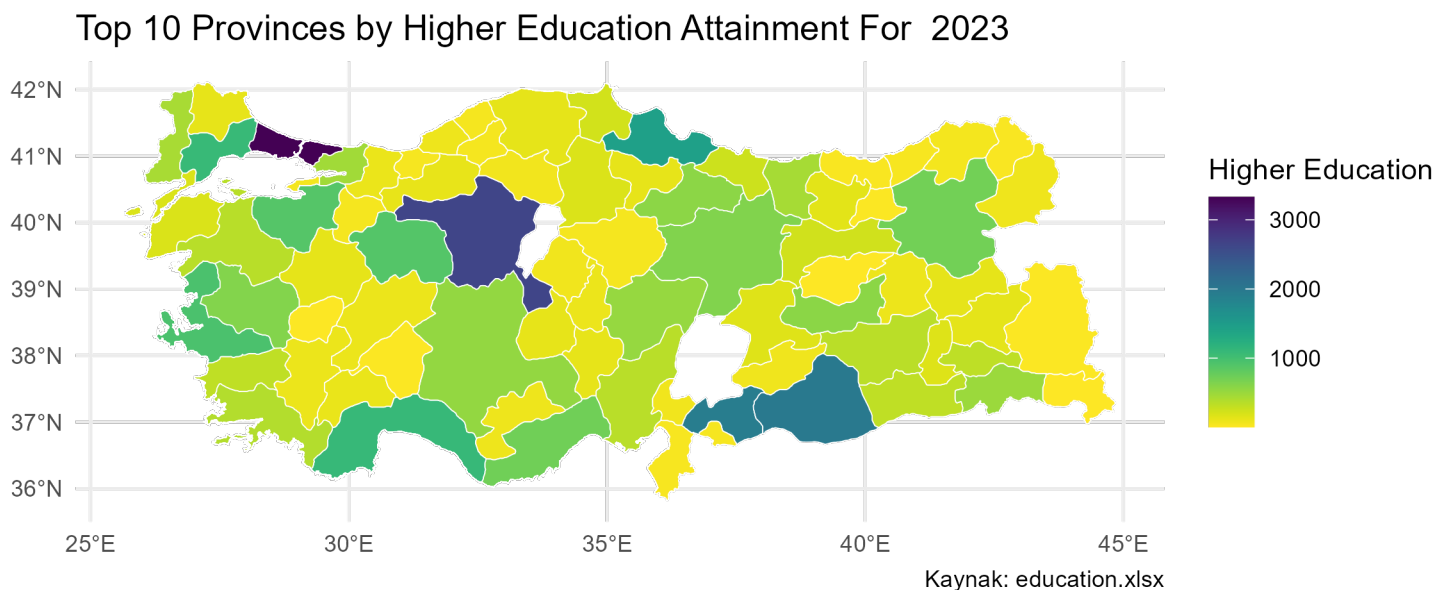 Top 10 Provinces by Higher Education Attainment For  2023
42°N
41°N
40°N
39°N
38°N
37°N
36°N
25°E
30°E
35°E
40°E
45°E
Higher Education
3000
2000
1000
Kaynak: education.xlsx